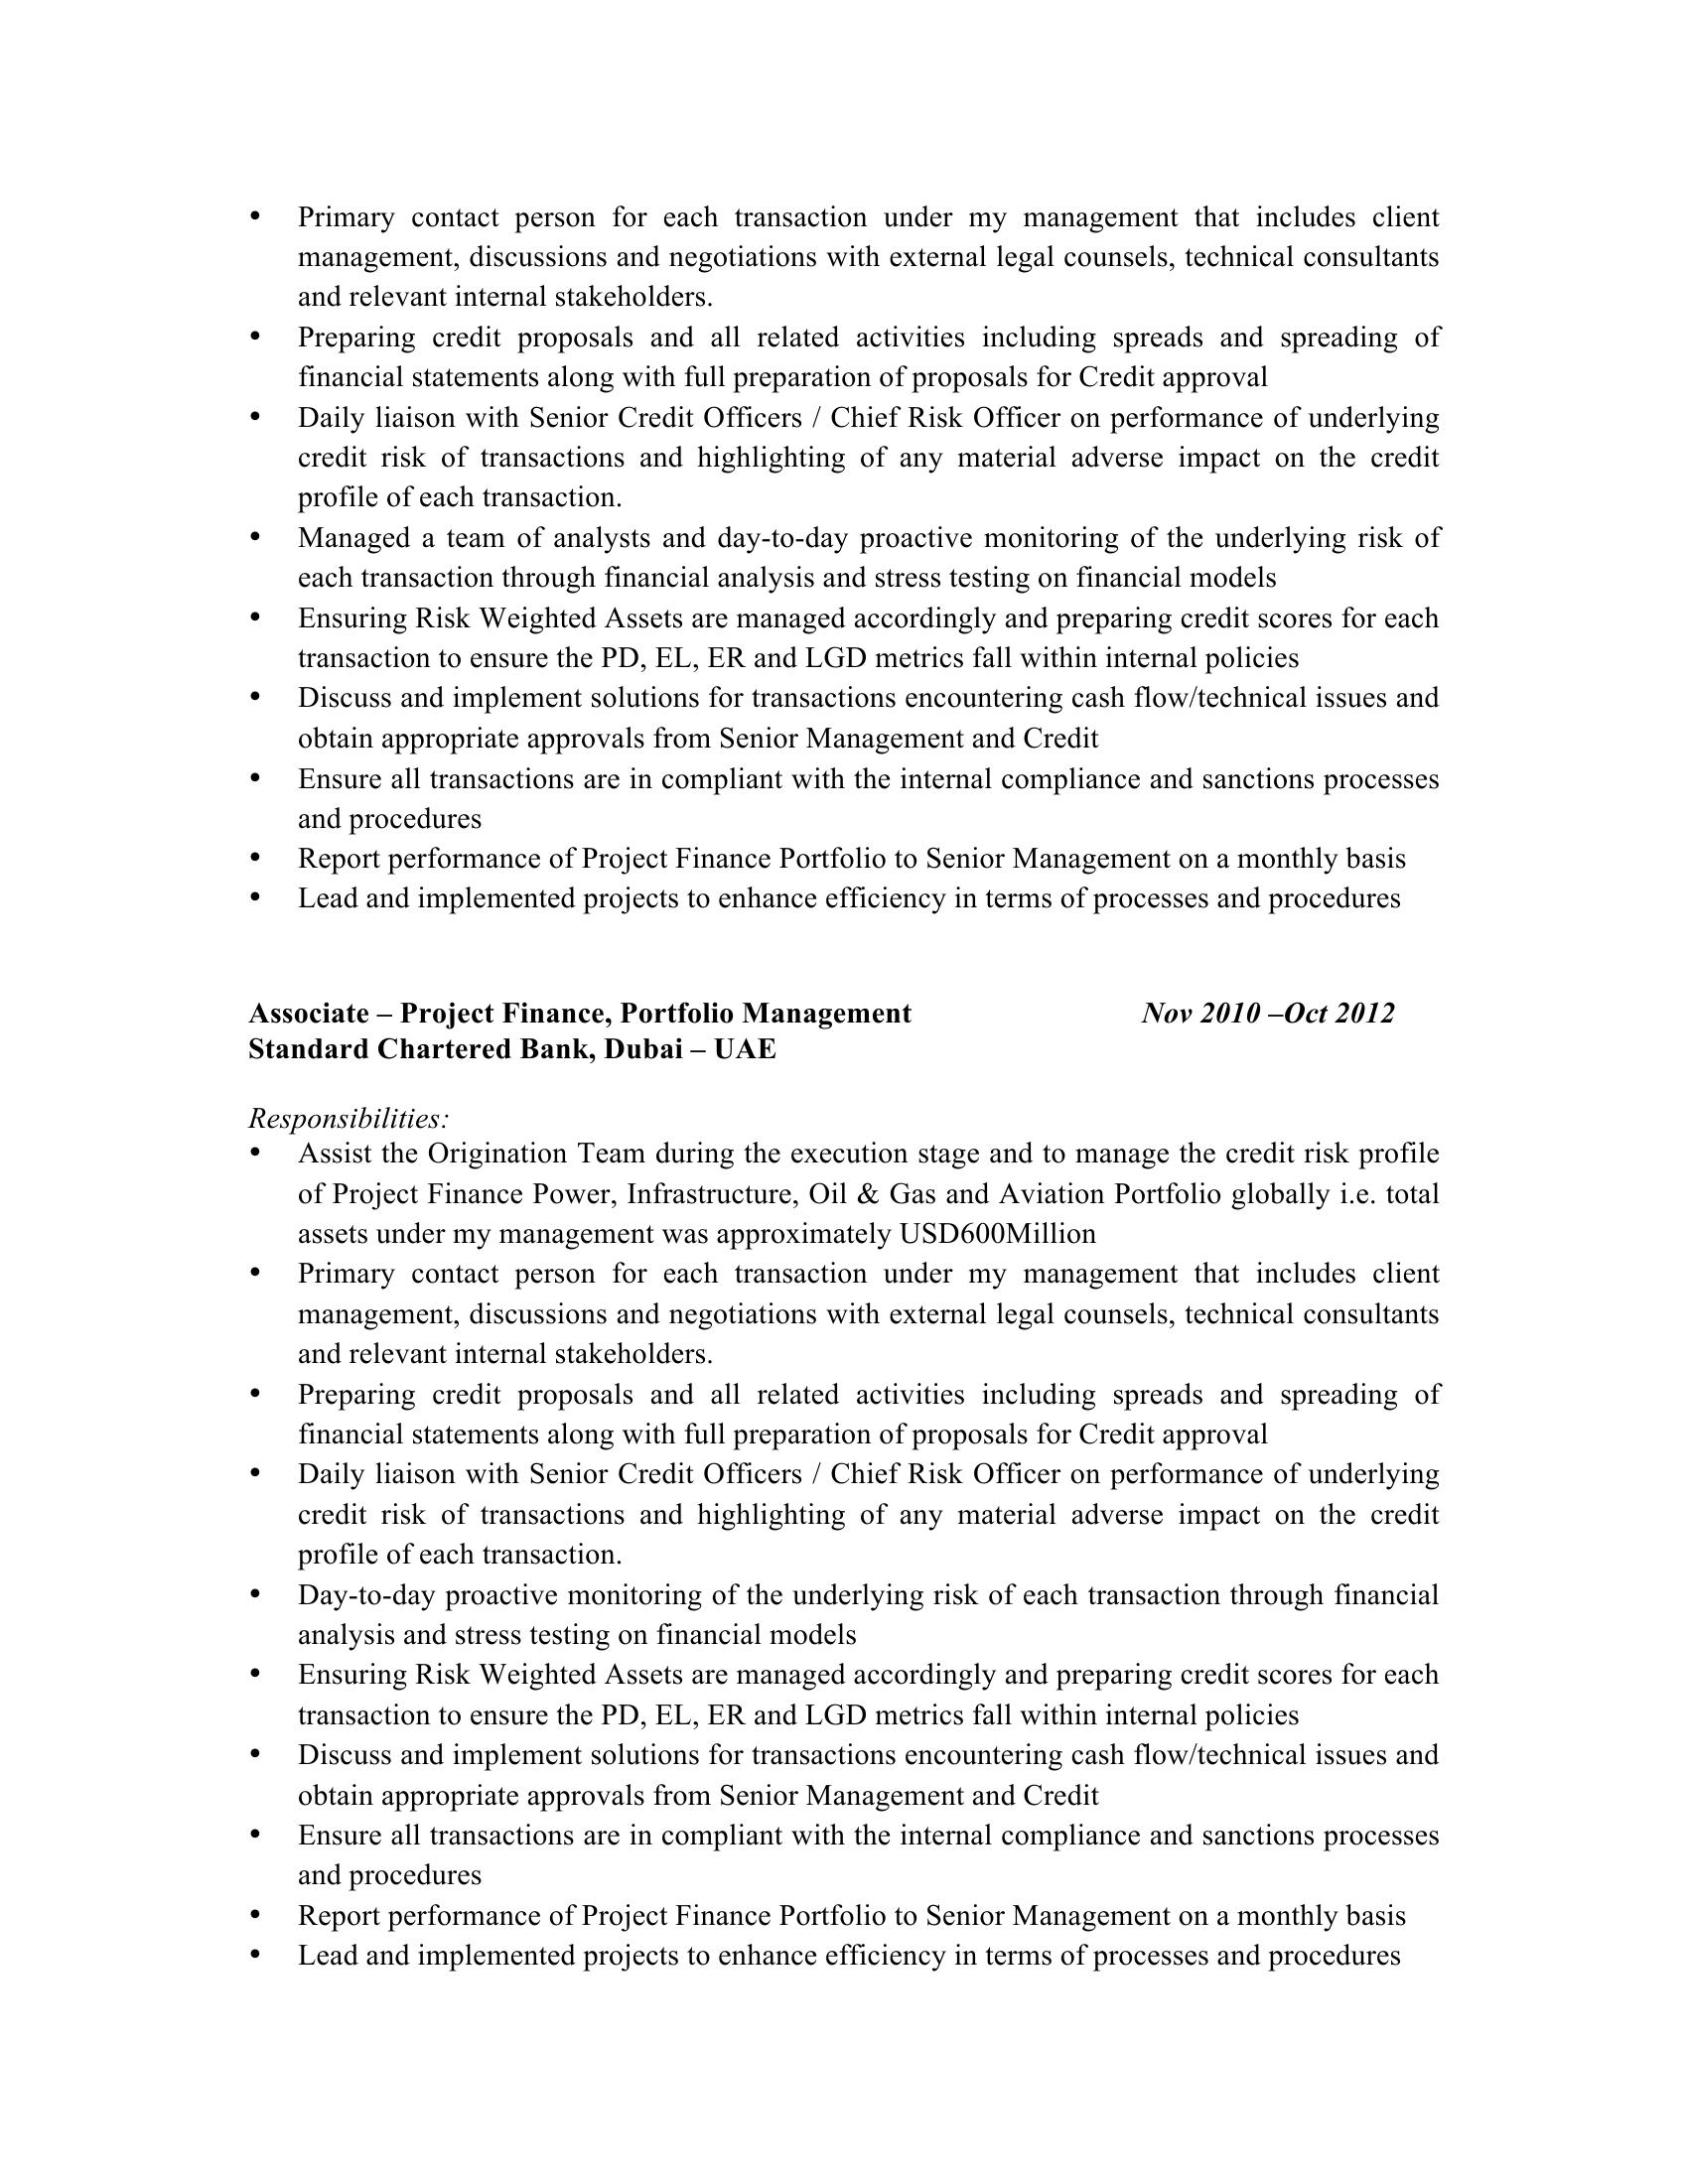 • Primary contact person for each transaction under my management that includes client
management, discussions and negotiations with external legal counsels, technical consultants
and relevant internal stakeholders.
• Preparing credit proposals and all related activities including spreads and spreading of
financial statements along with full preparation of proposals for Credit approval
• Daily liaison with Senior Credit Officers / Chief Risk Officer on performance of underlying
credit risk of transactions and highlighting of any material adverse impact on the credit
profile of each transaction.
• Managed a team of analysts and day-to-day proactive monitoring of the underlying risk of
each transaction through financial analysis and stress testing on financial models
• Ensuring Risk Weighted Assets are managed accordingly and preparing credit scores for each
transaction to ensure the PD, EL, ER and LGD metrics fall within internal policies
• Discuss and implement solutions for transactions encountering cash flow/technical issues and
obtain appropriate approvals from Senior Management and Credit
• Ensure all transactions are in compliant with the internal compliance and sanctions processes
and procedures
• Report performance of Project Finance Portfolio to Senior Management on a monthly basis
• Lead and implemented projects to enhance efficiency in terms of processes and procedures
Associate – Project Finance, Portfolio Management Nov 2010 –Oct 2012
Standard Chartered Bank, Dubai – UAE
Responsibilities:
• Assist the Origination Team during the execution stage and to manage the credit risk profile
of Project Finance Power, Infrastructure, Oil & Gas and Aviation Portfolio globally i.e. total
assets under my management was approximately USD600Million
• Primary contact person for each transaction under my management that includes client
management, discussions and negotiations with external legal counsels, technical consultants
and relevant internal stakeholders.
• Preparing credit proposals and all related activities including spreads and spreading of
financial statements along with full preparation of proposals for Credit approval
• Daily liaison with Senior Credit Officers / Chief Risk Officer on performance of underlying
credit risk of transactions and highlighting of any material adverse impact on the credit
profile of each transaction.
• Day-to-day proactive monitoring of the underlying risk of each transaction through financial
analysis and stress testing on financial models
• Ensuring Risk Weighted Assets are managed accordingly and preparing credit scores for each
transaction to ensure the PD, EL, ER and LGD metrics fall within internal policies
• Discuss and implement solutions for transactions encountering cash flow/technical issues and
obtain appropriate approvals from Senior Management and Credit
• Ensure all transactions are in compliant with the internal compliance and sanctions processes
and procedures
• Report performance of Project Finance Portfolio to Senior Management on a monthly basis
• Lead and implemented projects to enhance efficiency in terms of processes and procedures